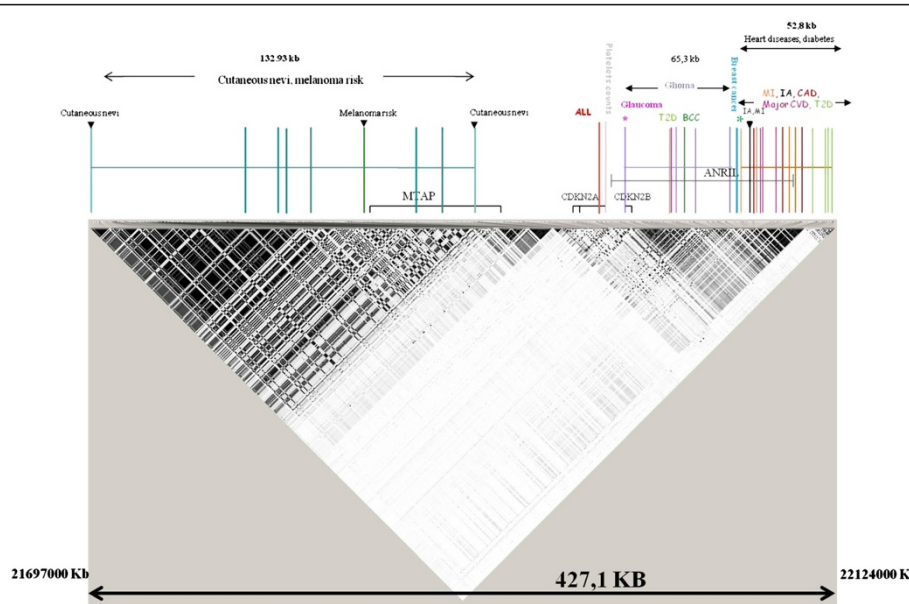 132.93 kb
Cutaneous nevi, melanoma risk
Cutaneous nevi
Melanoma risk
Cutaneous nevi
MTAP
ALL
Platelets counts
CDKN2A
CDKN2B
65,3 kb
Glioma
Glaucoma
*
T2D BCC
ANRIL
Breast cancer
*
52,8 kb
Heart diseases, diabetes
MI, IA, CAD,
Major CVD, T2D
IA, MI
21697000 Kb
427,1 KB
22124000 K